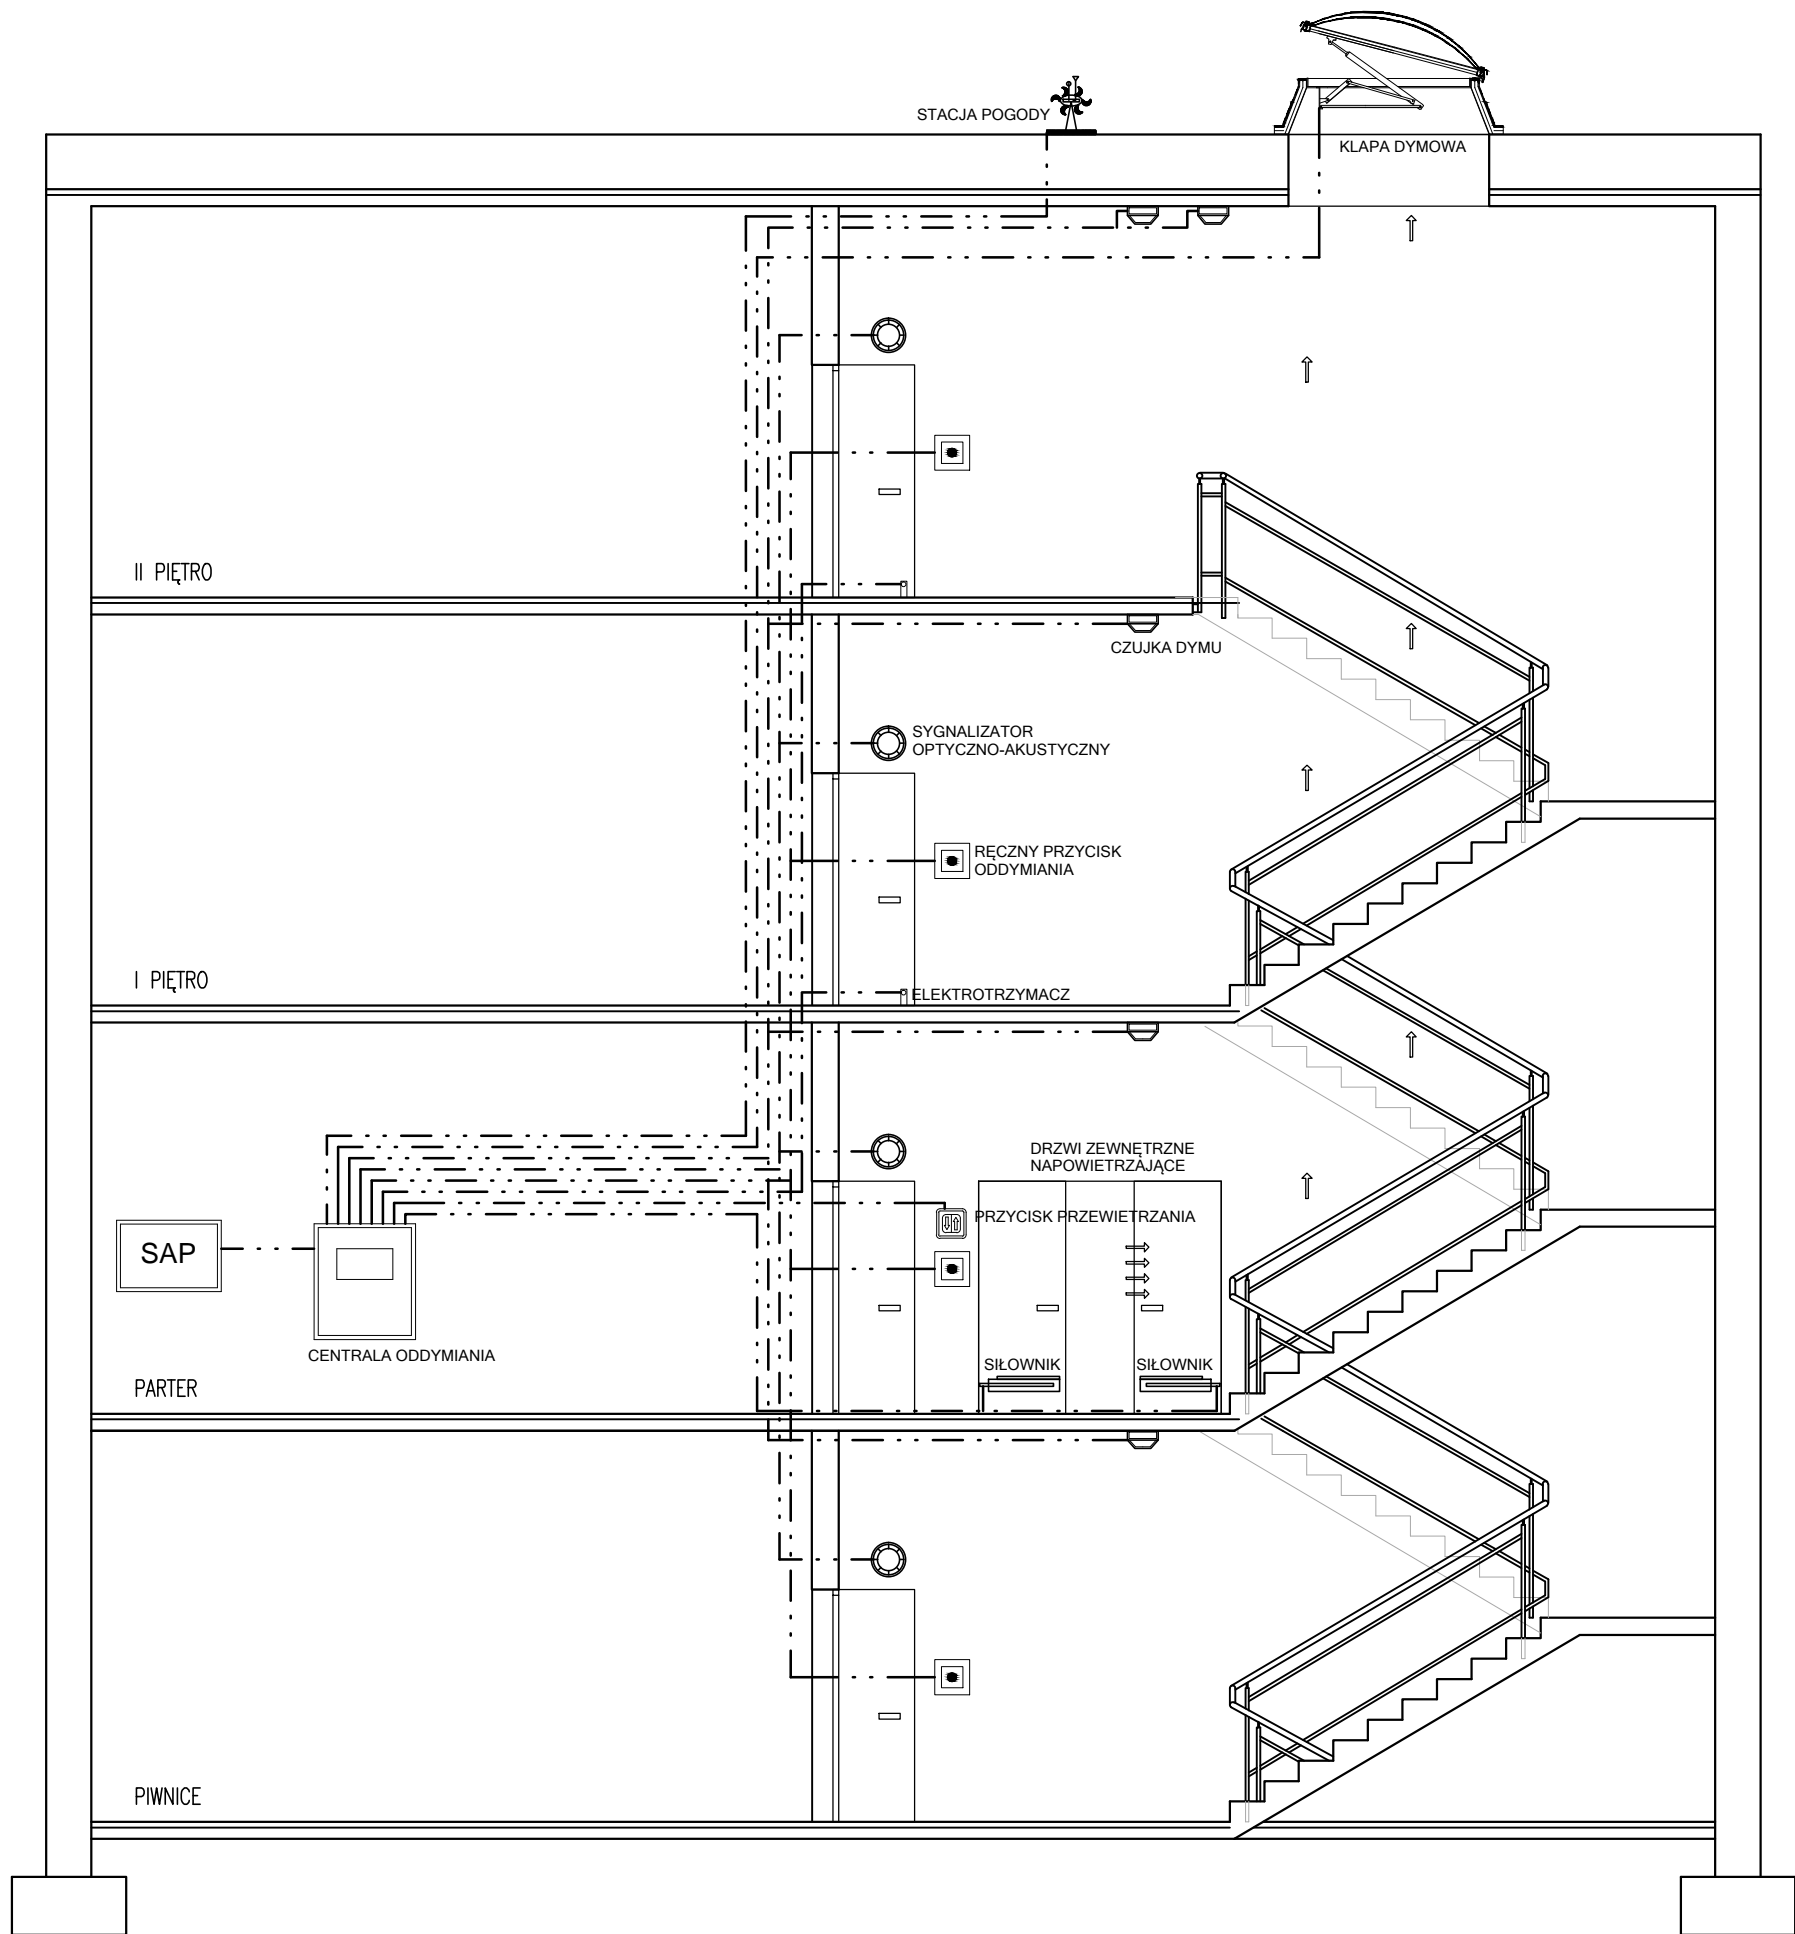 STACJA POGODY
KLAPA DYMOWA
II PIĘTRO
CZUJKA DYMU
SYGNALIZATOR
OPTYCZNO-AKUSTYCZNY
RĘCZNY PRZYCISK
ODDYMIANIA
I PIĘTRO
ELEKTROTRZYMACZ
DRZWI ZEWNĘTRZNE
NAPOWIETRZAJĄCE
PRZYCISK PRZEWIETRZANIA
SAP
CENTRALA ODDYMIANIA
SIŁOWNIK
SIŁOWNIK
PARTER
PIWNICE